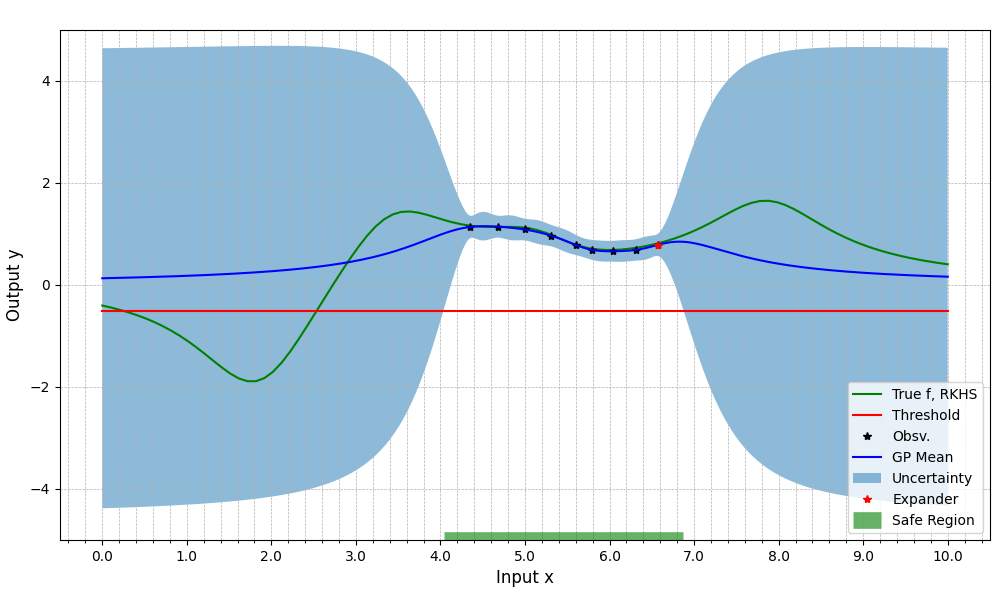 4
2
0
−2
−4
Output y
True f, RKHS
Threshold
Obsv.
GP Mean
Uncertainty
Expander
Safe Region
0.0 1.0 2.0 3.0 4.0 5.0 6.0 7.0 8.0 9.0 10.0
Input x